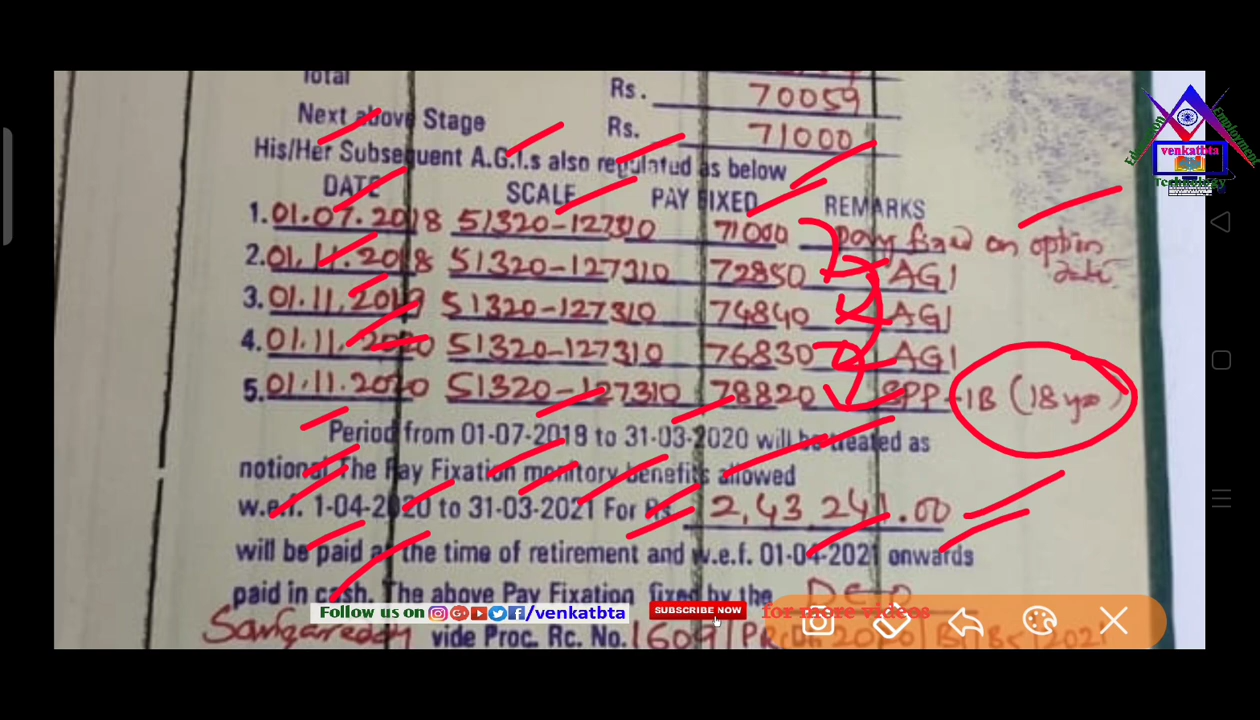 Total
Rs. 70059
Next above Stage Rs. 71000
His/Her Subsequent A.G.I.s also regulated as below
DATE SCALE PAY FIXED REMARKS
1. 01.07.2018 51320-127310 71000 pay fixed on option date
2. 01.11.2018 51320-127310 72850 AGI
3. 01.11.2019 51320-127310 74840 AGI
4. 01.11.2020 51320-127310 76830 AGI
5. 01.11.2020 51320-127310 78820 SPP-IB (18 yrs)
Period from 01-07-2018 to 31-03-2020 will be treated as
notional The Pay Fixation monitory benefits allowed
w.e.f. 1-04-2020 to 31-03-2021 For Rs. 2,43,241.00
will be paid at the time of retirement and w.e.f. 01-04-2021 onwards
paid in cash. The above Pay Fixation fixed by the DEO
Sangareddy vide Proc. Rc. No. 1609
Education Employment
venkatbta
Technology
Follow us on /venkatbta
SUBSCRIBE NOW
for more videos